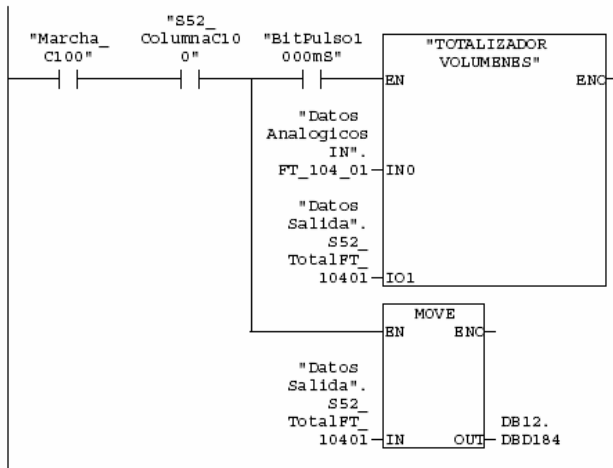 "S52_
"Marcha_
ColumnaC10
"BitPulso1
C100"
0"
000mS"
"TOTALIZADOR
VOLUMENES"
EN
ENO
"Datos
Analogicos
IN".
FT_104_01
IN0
"Datos
Salida".
S52_
TotalFT_
10401
IO1
MOVE
EN
ENO
"Datos
Salida".
S52_
TotalFT_
10401
IN
OUT
DB12.
DBD184